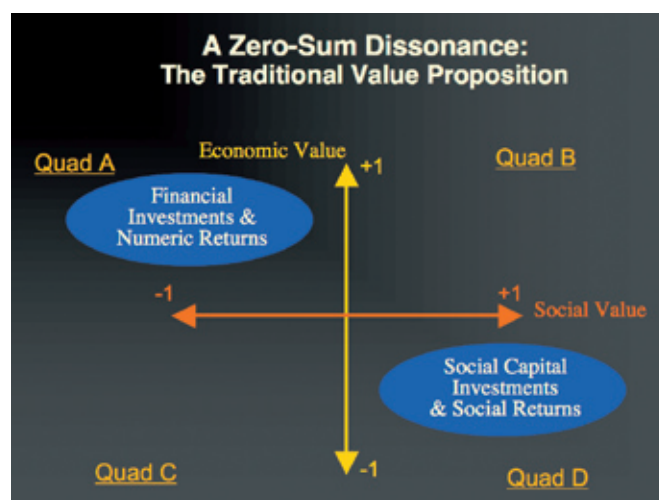 A Zero-Sum Dissonance:
The Traditional Value Proposition
Quad A
Economic Value
+1
Quad B
Financial
Investments &
Numeric Returns
-1
+1
Social Value
Social Capital
Investments
& Social Returns
Quad C
-1
Quad D